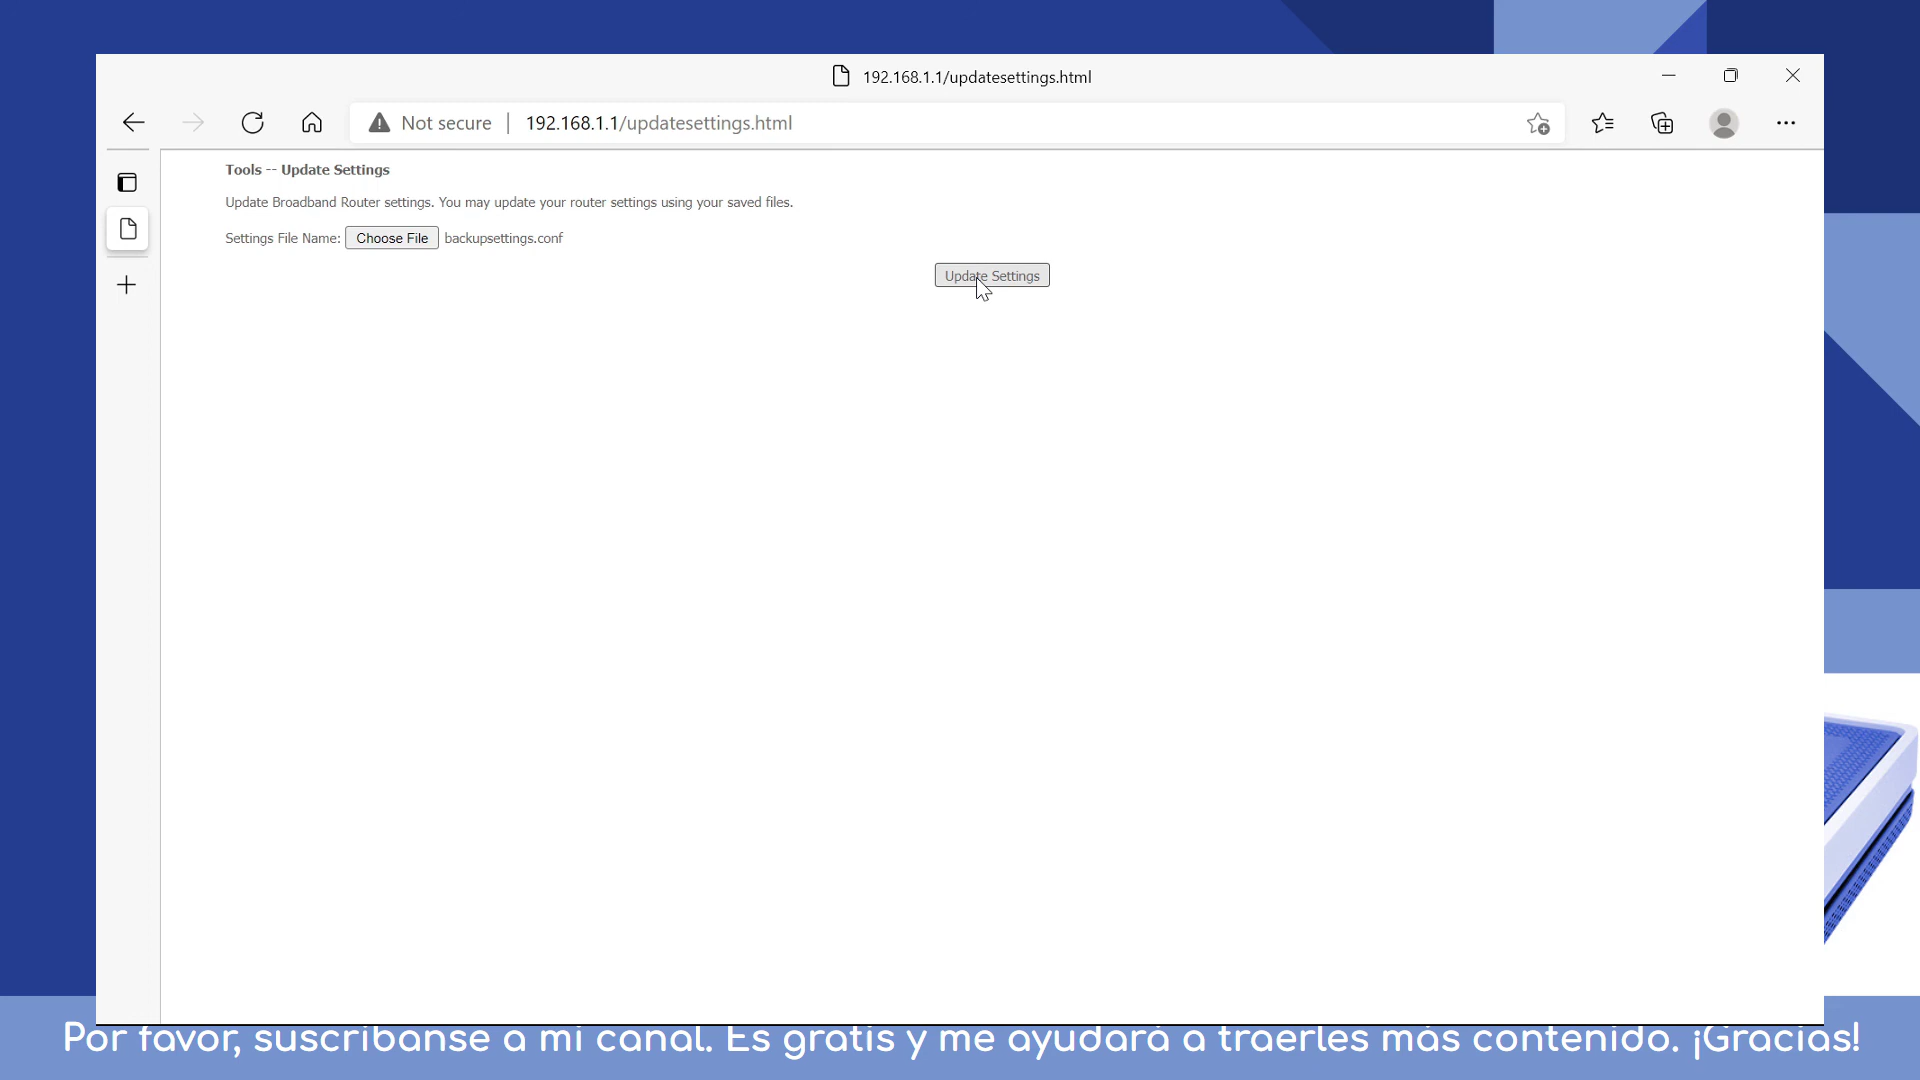 192.168.1.1/updatesettings.html
Not secure | 192.168.1.1/updatesettings.html
Tools -- Update Settings
Update Broadband Router settings. You may update your router settings using your saved files.
Settings File Name: Choose File backupsettings.conf
Update Settings
Por favor, suscribanse a mi canal. Es gratis y me ayudará a traerles más contenido. ¡Gracias!